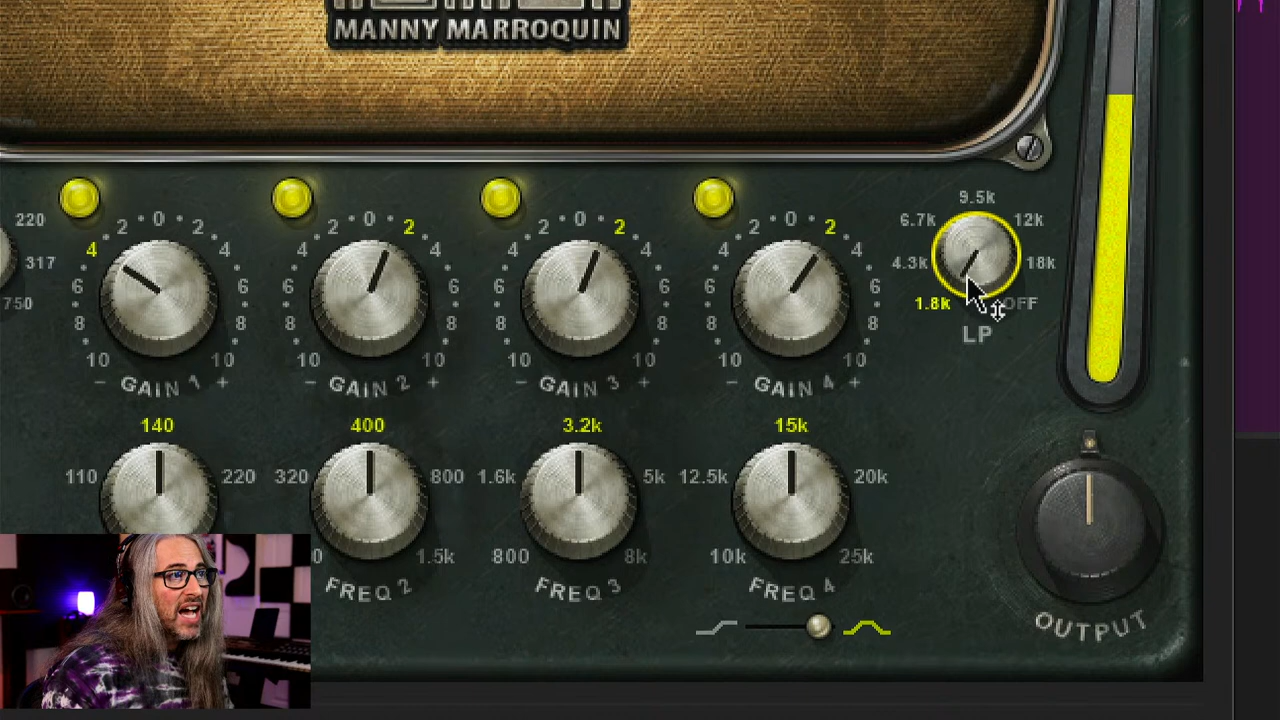 MANNY MARROQUIN
220
317
750
4 2 0 2 4
6 6
8 8
10 10
- GAIN 1 +
4 2 0 2 4
6 6
8 8
10 10
- GAIN 2 +
4 2 0 2 4
6 6
8 8
10 10
- GAIN 3 +
4 2 0 2 4
6 6
8 8
10 10
- GAIN 4 +
9.5k
6.7k 12k
4.3k 18k
1.8k OFF
LP
140
110 220
400
320 800
1.5k
FREQ 2
3.2k
1.6k 5k
800 8k
FREQ 3
15k
12.5k 20k
10k 25k
FREQ 4
OUTPUT